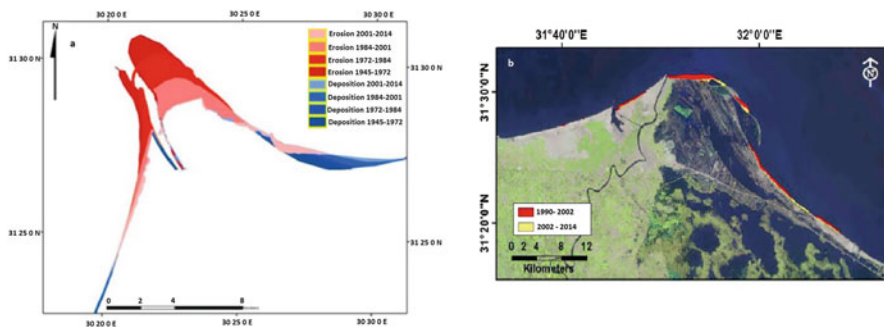 30 20 0 E
30 25 0 E
30 30 0 E
N
a
31 30 0 N
31 25 0 N
Erosion 2001-2014
Erosion 1984-2001
Erosion 1972-1984
Erosion 1945-1972
Deposition 2001-2014
Deposition 1984-2001
Deposition 1972-1984
Deposition 1945-1972
31 30 0 N
31 25 0 N
0 2 4 8
30 20 0 E
30 25 0 E
30 30 0 E
31°40'0"E
32°0'0"E
b
N
31°30'0"N
31°20'0"N
1990- 2002
2002 - 2014
0 2 4 8 12
Kilometers